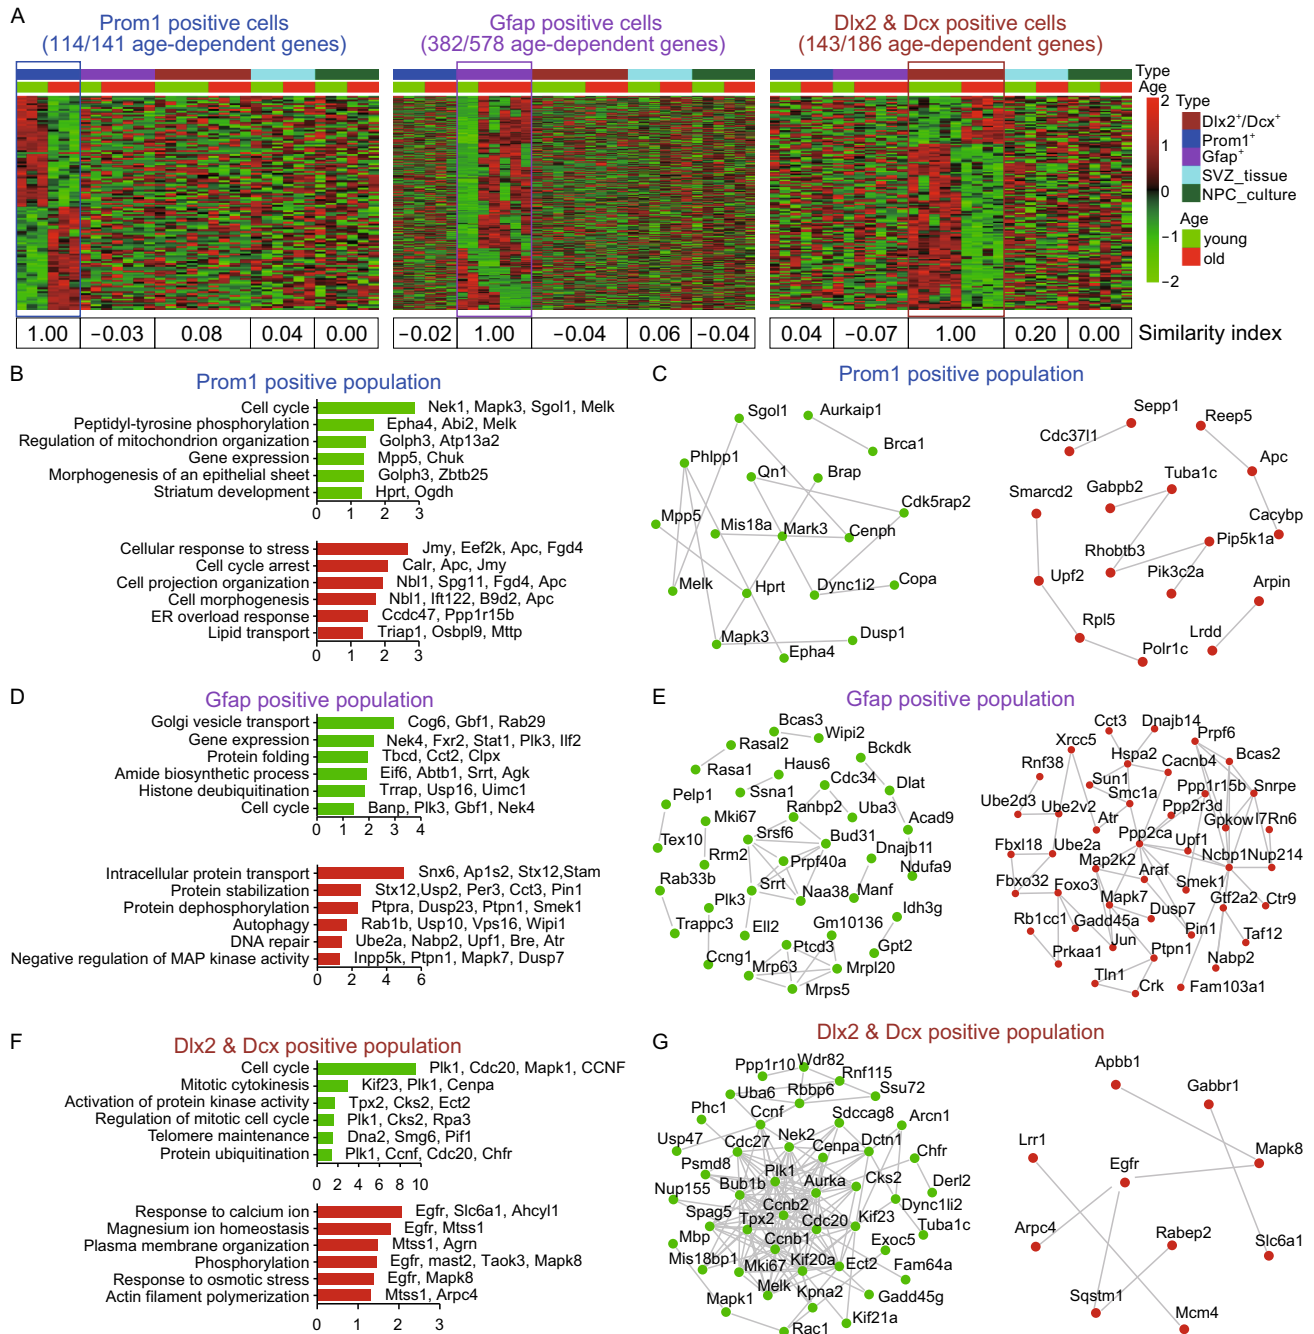 A
Prom1 positive cells
(114/141 age-dependent genes)
Gfap positive cells
(382/578 age-dependent genes)
Dlx2 & Dcx positive cells
(143/186 age-dependent genes)
Type
Age
2
1
0
−1
−2
Type
Dlx2+/Dcx+
Prom1+
Gfap+
SVZ_tissue
NPC_culture
Age
young
old
1.00 −0.03 0.08 0.04 0.00
−0.02 1.00 −0.04 0.06 −0.04
0.04 −0.07 1.00 0.20 0.00
Similarity index
B
Prom1 positive population
Cell cycle Nek1, Mapk3, Sgol1, Melk
Peptidyl-tyrosine phosphorylation Epha4, Abi2, Melk
Regulation of mitochondrion organization Golph3, Atp13a2
Gene expression Mpp5, Chuk
Morphogenesis of an epithelial sheet Golph3, Zbtb25
Striatum development Hprt, Ogdh
0 1 2 3
Cellular response to stress Jmy, Eef2k, Apc, Fgd4
Cell cycle arrest Calr, Apc, Jmy
Cell projection organization Nbl1, Spg11, Fgd4, Apc
Cell morphogenesis Nbl1, Ift122, B9d2, Apc
ER overload response Ccdc47, Ppp1r15b
Lipid transport Triap1, Osbpl9, Mttp
0 1 2 3
C
Prom1 positive population
Sgol1
Aurkaip1
Brca1
Phlpp1
Qn1
Brap
Cdk5rap2
Mpp5
Mis18a
Mark3
Cenph
Melk
Hprt
Dync1i2
Copa
Mapk3
Dusp1
Epha4
Sepp1
Reep5
Cdc37l1
Apc
Tuba1c
Gabpb2
Smarcd2
Cacybp
Rhobtb3
Pip5k1a
Upf2
Pik3c2a
Arpin
Rpl5
Lrdd
Polr1c
D
Gfap positive population
Golgi vesicle transport Cog6, Gbf1, Rab29
Gene expression Nek4, Fxr2, Stat1, Plk3, Ilf2
Protein folding Tbcd, Cct2, Clpx
Amide biosynthetic process Eif6, Abtb1, Srrt, Agk
Histone deubiquitination Trrap, Usp16, Uimc1
Cell cycle Banp, Plk3, Gbf1, Nek4
0 1 2 3 4
Intracellular protein transport Snx6, Ap1s2, Stx12,Stam
Protein stabilization Stx12,Usp2, Per3, Cct3, Pin1
Protein dephosphorylation Ptpra, Dusp23, Ptpn1, Smek1
Autophagy Rab1b, Usp10, Vps16, Wipi1
DNA repair Ube2a, Nabp2, Upf1, Bre, Atr
Negative regulation of MAP kinase activity Inpp5k, Ptpn1, Mapk7, Dusp7
0 2 4 6
E
Gfap positive population
Bcas3
Wipi2
Rasal2
Bckdk
Rasa1
Haus6
Cdc34
Dlat
Pelp1
Ssna1
Ranbp2
Uba3
Acad9
Mki67
Srsf6
Bud31
Tex10
Rrm2
Prpf40a
Dnajb11
Ndufa9
Rab33b
Plk3
Srrt
Naa38
Manf
Idh3g
Trappc3
Ell2
Gm10136
Ptcd3
Gpt2
Ccng1
Mrp63
Mrpl20
Mrps5
Cct3
Dnajb14
Prpf6
Xrcc5
Hspa2
Bcas2
Rnf38
Sun1
Cacnb4
Smc1a
Ppp1r15b
Snrpe
Ube2d3
Ube2v2
Ppp2r3d
Atr
Gpkowl7Rn6
Ppp2ca
Upf1
Fbxl18
Ube2a
Ncbp1
Nup214
Map2k2
Araf
Fbxo32
Foxo3
Smek1
Mapk7
Gtf2a2
Ctr9
Dusp7
Rb1cc1
Gadd45a
Pin1
Taf12
Jun
Ptpn1
Prkaa1
Nabp2
Tln1
Crk
Fam103a1
F
Dlx2 & Dcx positive population
Cell cycle Plk1, Cdc20, Mapk1, CCNF
Mitotic cytokinesis Kif23, Plk1, Cenpa
Activation of protein kinase activity Tpx2, Cks2, Ect2
Regulation of mitotic cell cycle Plk1, Cks2, Rpa3
Telomere maintenance Dna2, Smg6, Pif1
Protein ubiquitination Plk1, Ccnf, Cdc20, Chfr
0 2 4 6 8 10
Response to calcium ion Egfr, Slc6a1, Ahcyl1
Magnesium ion homeostasis Egfr, Mtss1
Plasma membrane organization Mtss1, Agrn
Phosphorylation Egfr, mast2, Taok3, Mapk8
Response to osmotic stress Egfr, Mapk8
Actin filament polymerization Mtss1, Arpc4
0 1 2 3
G
Dlx2 & Dcx positive population
Ppp1r10
Wdr82
Rnf115
Uba6
Rbbp6
Ssu72
Phc1
Ccnf
Sdccag8
Arcn1
Usp47
Cdc27
Nek2
Cenpa
Dctn1
Chfr
Psmd8
Plk1
Bub1b
Aurka
Cks2
Derl2
Nup155
Ccnb2
Dync1li2
Spag5
Tpx2
Cdc20
Kif23
Tuba1c
Mbp
Ccnb1
Exoc5
Mis18bp1
Mki67
Kif20a
Ect2
Fam64a
Melk
Kpna2
Gadd45g
Mapk1
Kif21a
Rac1
Apbb1
Gabbr1
Lrr1
Mapk8
Egfr
Arpc4
Rabep2
Slc6a1
Sqstm1
Mcm4